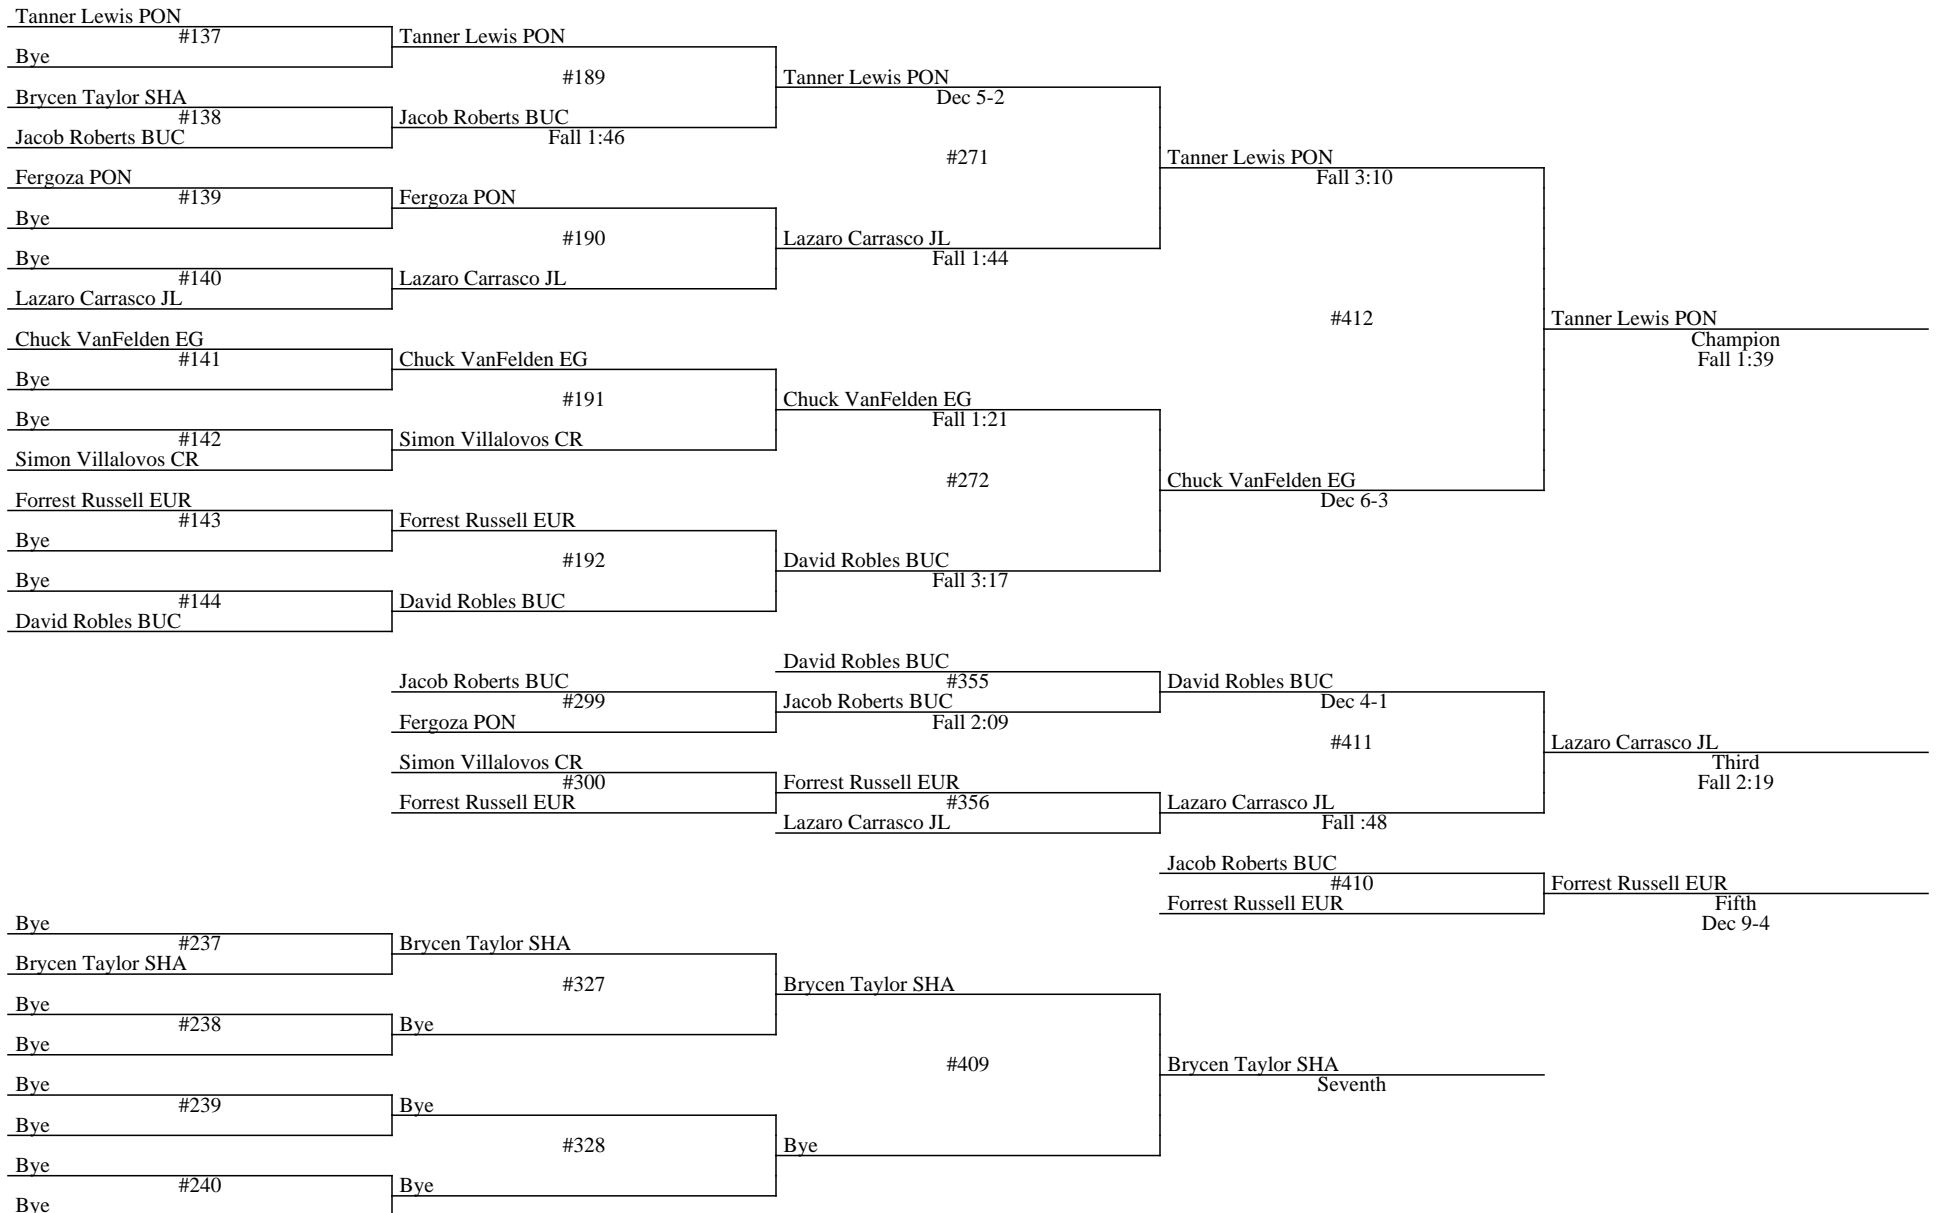 Tanner Lewis PON
#137
Bye
Tanner Lewis PON
#189
Brycen Taylor SHA
#138
Jacob Roberts BUC
Jacob Roberts BUC
Fall 1:46
Tanner Lewis PON
Dec 5-2
#271
Fergoza PON
#139
Bye
Fergoza PON
#190
Bye
#140
Lazaro Carrasco JL
Lazaro Carrasco JL
Lazaro Carrasco JL
Fall 1:44
Tanner Lewis PON
Fall 3:10
#412
Chuck VanFelden EG
#141
Bye
Chuck VanFelden EG
#191
Bye
#142
Simon Villalovos CR
Simon Villalovos CR
Chuck VanFelden EG
Fall 1:21
#272
Forrest Russell EUR
#143
Bye
Forrest Russell EUR
#192
Bye
#144
David Robles BUC
David Robles BUC
David Robles BUC
Fall 3:17
Chuck VanFelden EG
Dec 6-3
Tanner Lewis PON
Champion
Fall 1:39
Jacob Roberts BUC
#299
Fergoza PON
David Robles BUC
#355
Jacob Roberts BUC
Fall 2:09
David Robles BUC
Dec 4-1
#411
Simon Villalovos CR
#300
Forrest Russell EUR
Forrest Russell EUR
#356
Lazaro Carrasco JL
Lazaro Carrasco JL
Fall :48
Lazaro Carrasco JL
Third
Fall 2:19
Jacob Roberts BUC
#410
Forrest Russell EUR
Forrest Russell EUR
Fifth
Dec 9-4
Bye
#237
Brycen Taylor SHA
Brycen Taylor SHA
#327
Bye
#238
Bye
Bye
Brycen Taylor SHA
#409
Bye
#239
Bye
Bye
#328
Bye
#240
Bye
Bye
Bye
Brycen Taylor SHA
Seventh